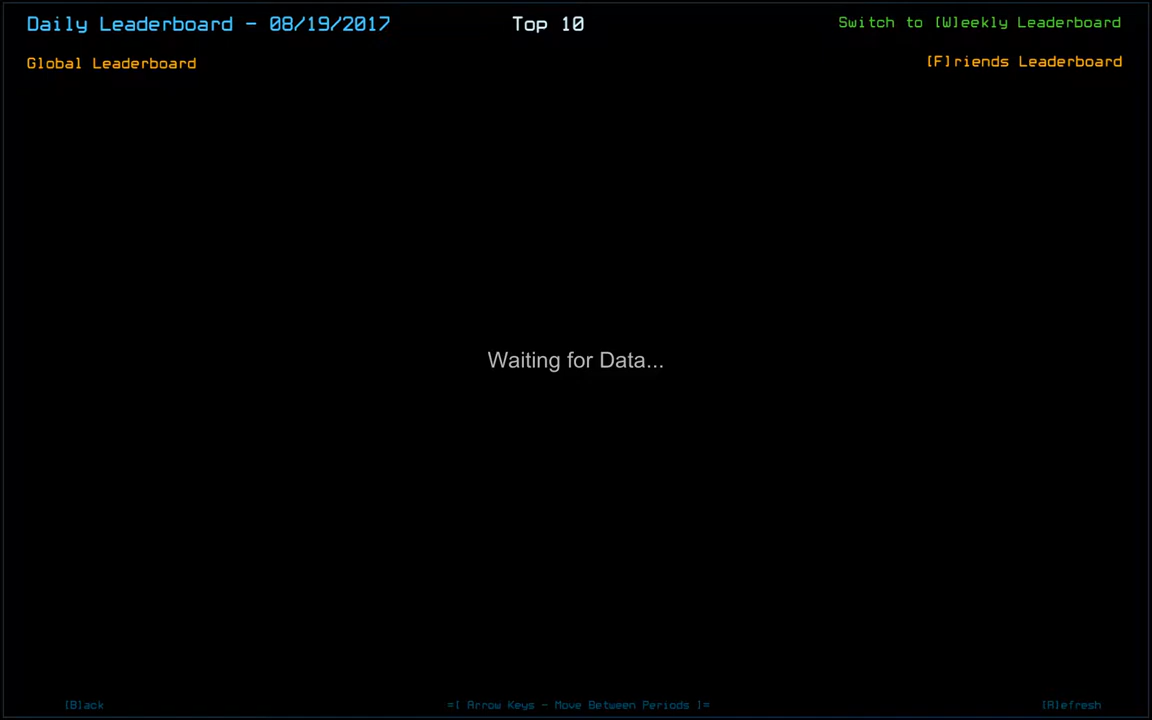 Daily Leaderboard - 08/19/2017 Top 10 Switch to [W]eekly Leaderboard
Global Leaderboard [F]riends Leaderboard
Waiting for Data...
[B]ack =[ Arrow Keys - Move Between Periods ]= [R]efresh